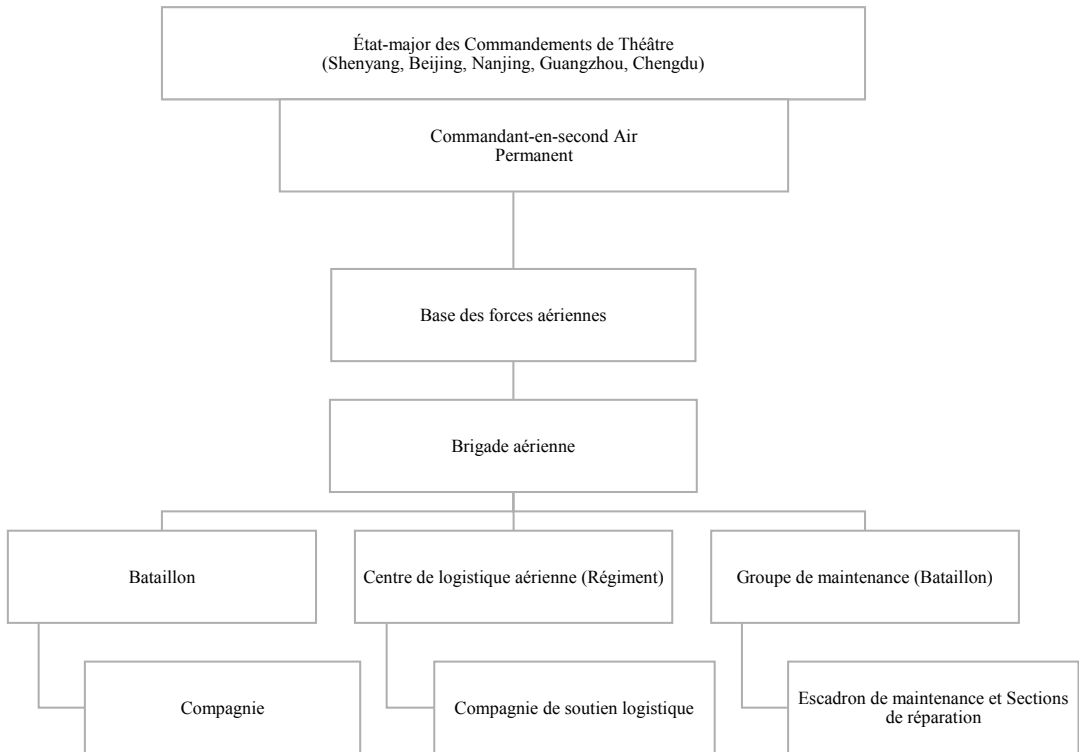 État-major des Commandements de Théâtre
(Shenyang, Beijing, Nanjing, Guangzhou, Chengdu)
Commandant-en-second Air
Permanent
Base des forces aériennes
Brigade aérienne
Bataillon
Centre de logistique aérienne (Régiment)
Groupe de maintenance (Bataillon)
Compagnie
Compagnie de soutien logistique
Escadron de maintenance et Sections
de réparation